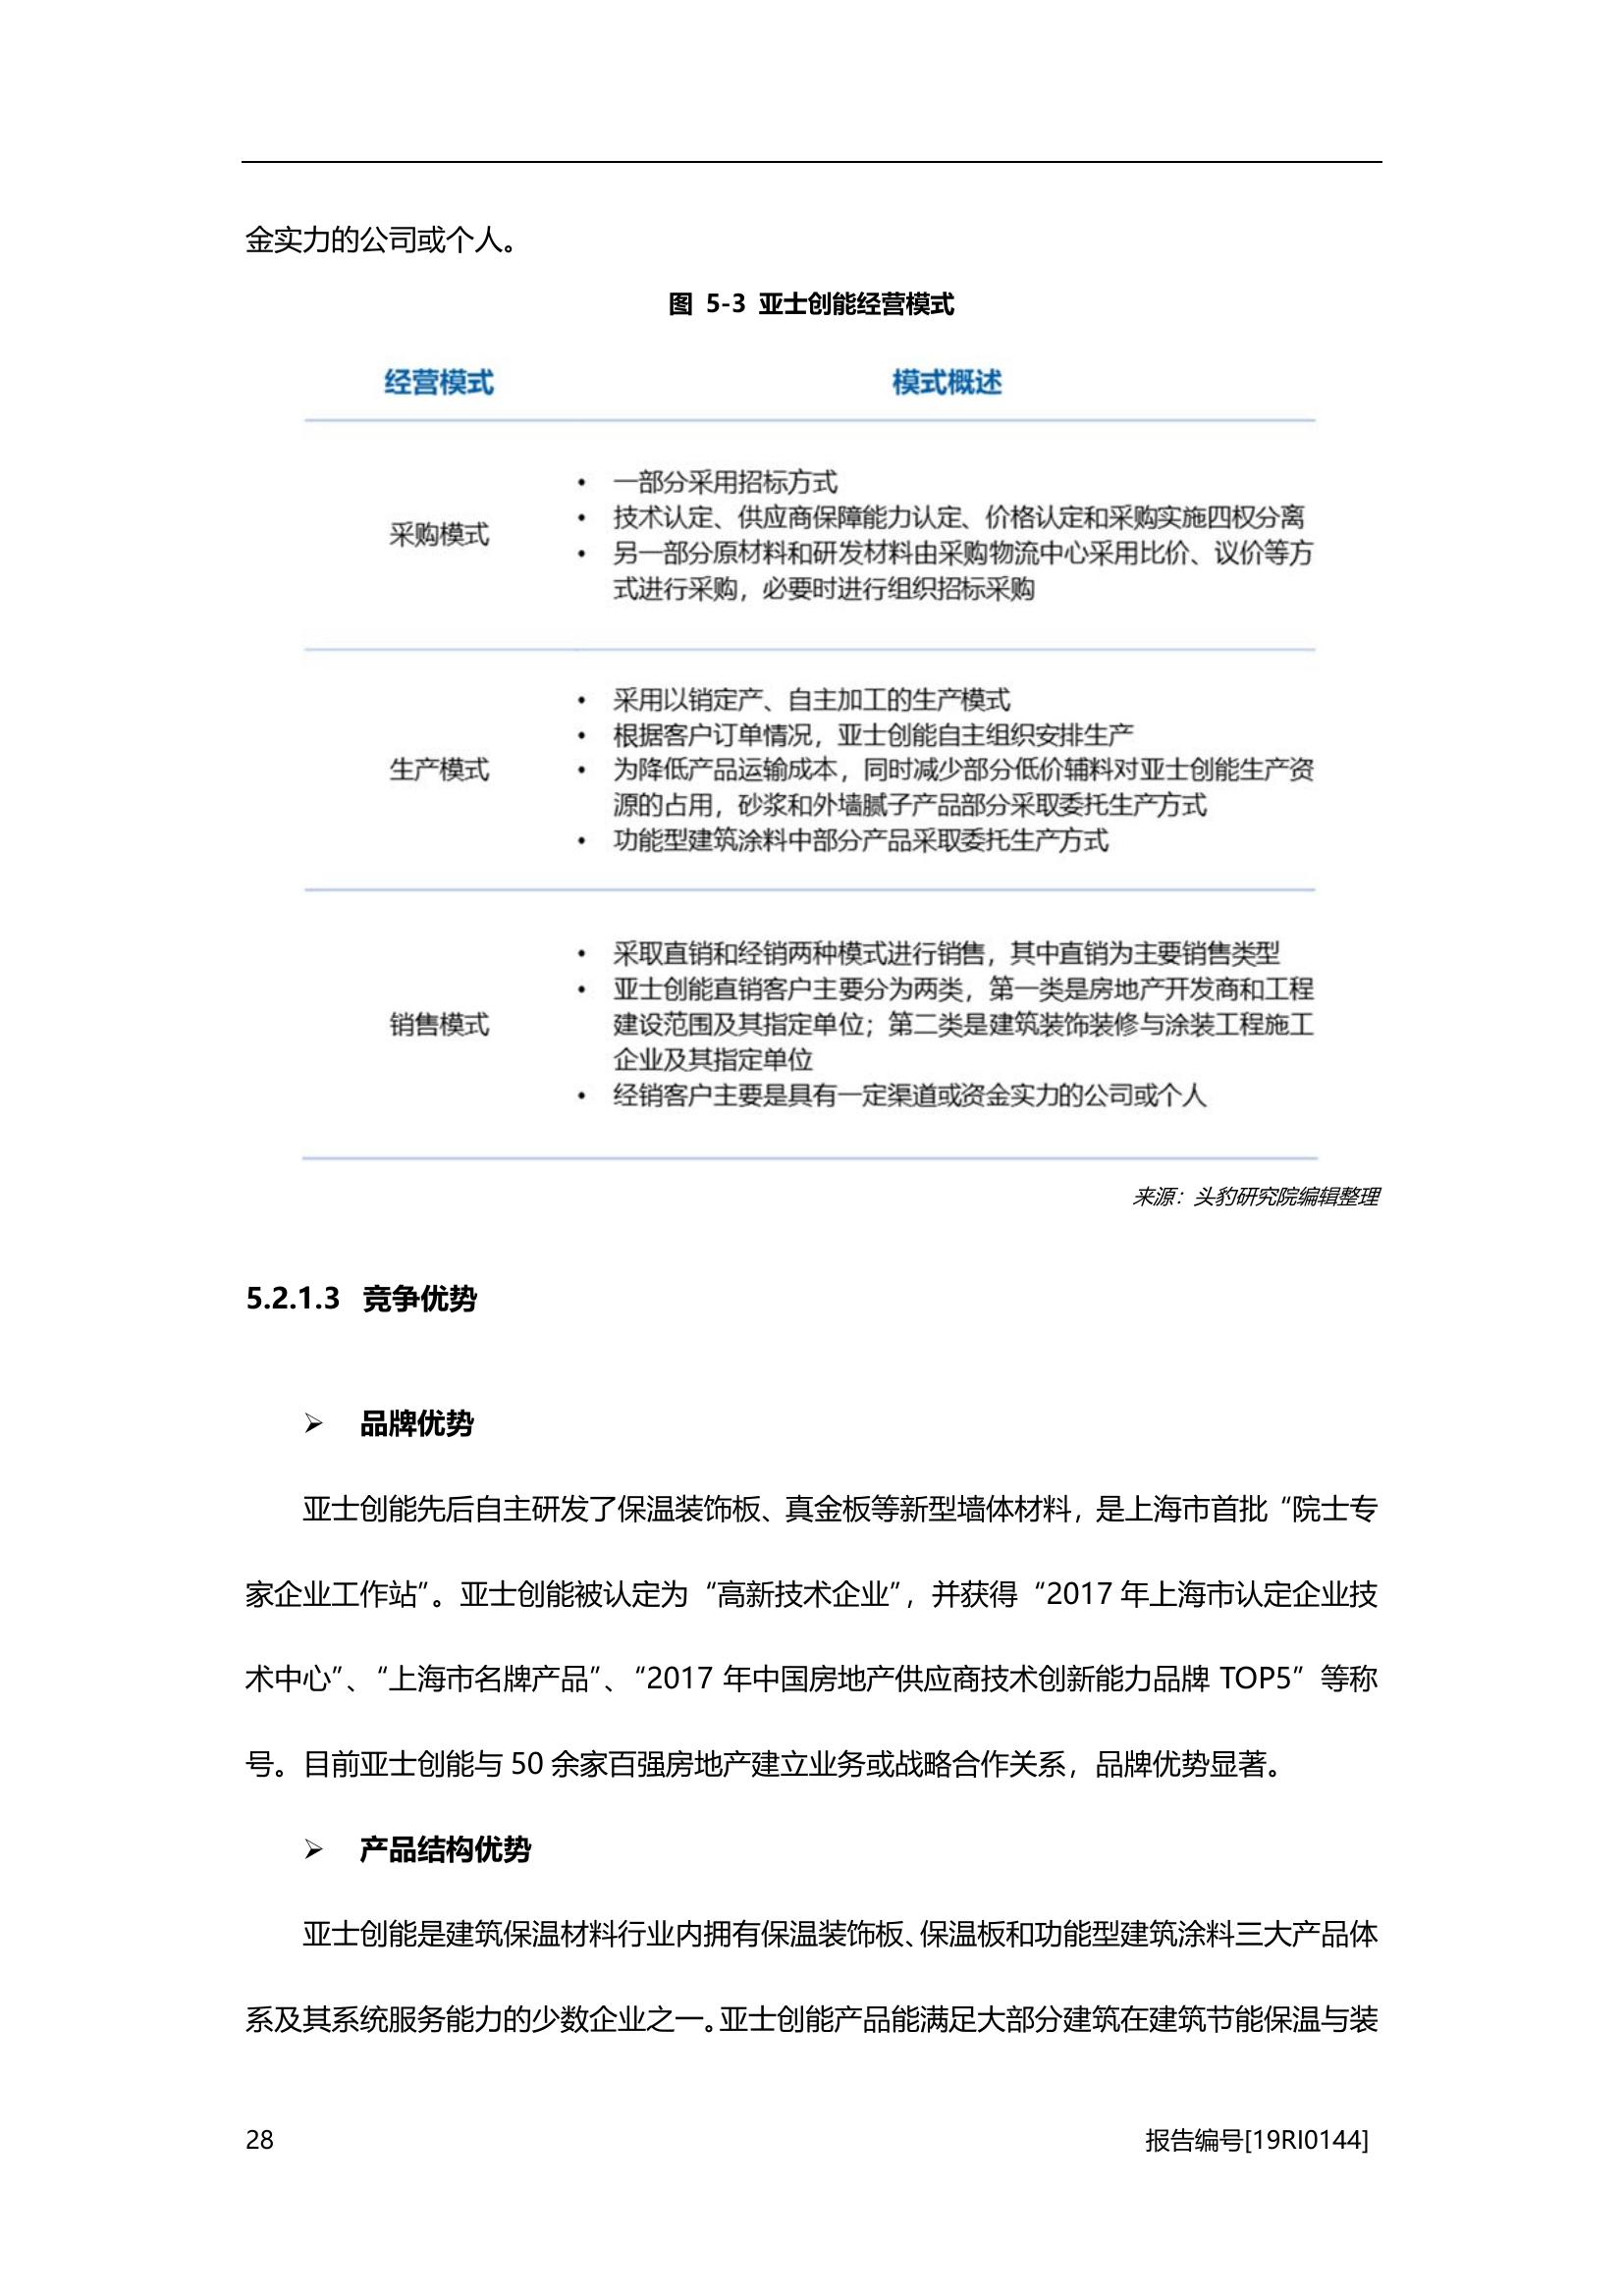 金实力的公司或个人。
图 5-3 亚士创能经营模式
经营模式 模式概述
采购模式
• 一部分采用招标方式
• 技术认定、供应商保障能力认定、价格认定和采购实施四权分离
• 另一部分原材料和研发材料由采购物流中心采用比价、议价等方
式进行采购，必要时进行组织招标采购
生产模式
• 采用以销定产、自主加工的生产模式
• 根据客户订单情况，亚士创能自主组织安排生产
• 为降低产品运输成本，同时减少部分低价辅料对亚士创能生产资
源的占用，砂浆和外墙腻子产品部分采取委托生产方式
• 功能型建筑涂料中部分产品采取委托生产方式
销售模式
• 采取直销和经销两种模式进行销售，其中直销为主要销售类型
• 亚士创能直销客户主要分为两类，第一类是房地产开发商和工程
建设范围及其指定单位；第二类是建筑装饰装修与涂装工程施工
企业及其指定单位
• 经销客户主要是具有一定渠道或资金实力的公司或个人
来源：头豹研究院编辑整理
5.2.1.3 竞争优势
➢ 品牌优势
亚士创能先后自主研发了保温装饰板、真金板等新型墙体材料，是上海市首批“院士专
家企业工作站”。亚士创能被认定为“高新技术企业”，并获得“2017 年上海市认定企业技
术中心”、“上海市名牌产品”、“2017 年中国房地产供应商技术创新能力品牌 TOP5”等称
号。目前亚士创能与 50 余家百强房地产建立业务或战略合作关系，品牌优势显著。
➢ 产品结构优势
亚士创能是建筑保温材料行业内拥有保温装饰板、保温板和功能型建筑涂料三大产品体
系及其系统服务能力的少数企业之一。亚士创能产品能满足大部分建筑在建筑节能保温与装
28 报告编号[19RI0144]